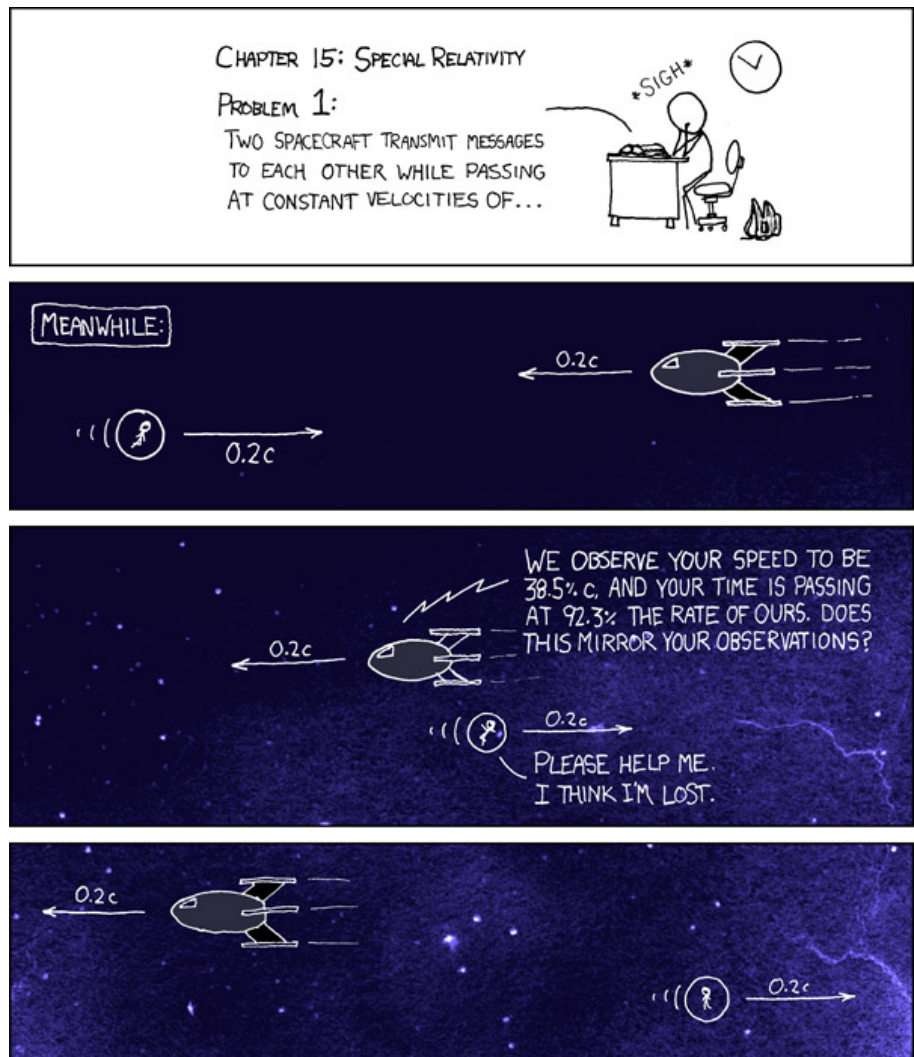 CHAPTER 15: SPECIAL RELATIVITY
*SIGH*
PROBLEM 1:
TWO SPACECRAFT TRANSMIT MESSAGES
TO EACH OTHER WHILE PASSING
AT CONSTANT VELOCITIES OF...
MEANWHILE:
0.2c
0.2c
WE OBSERVE YOUR SPEED TO BE
38.5% C, AND YOUR TIME IS PASSING
AT 92.3% THE RATE OF OURS. DOES
THIS MIRROR YOUR OBSERVATIONS?
0.2c
0.2c
PLEASE HELP ME.
I THINK I'M LOST.
0.2c
0.2c